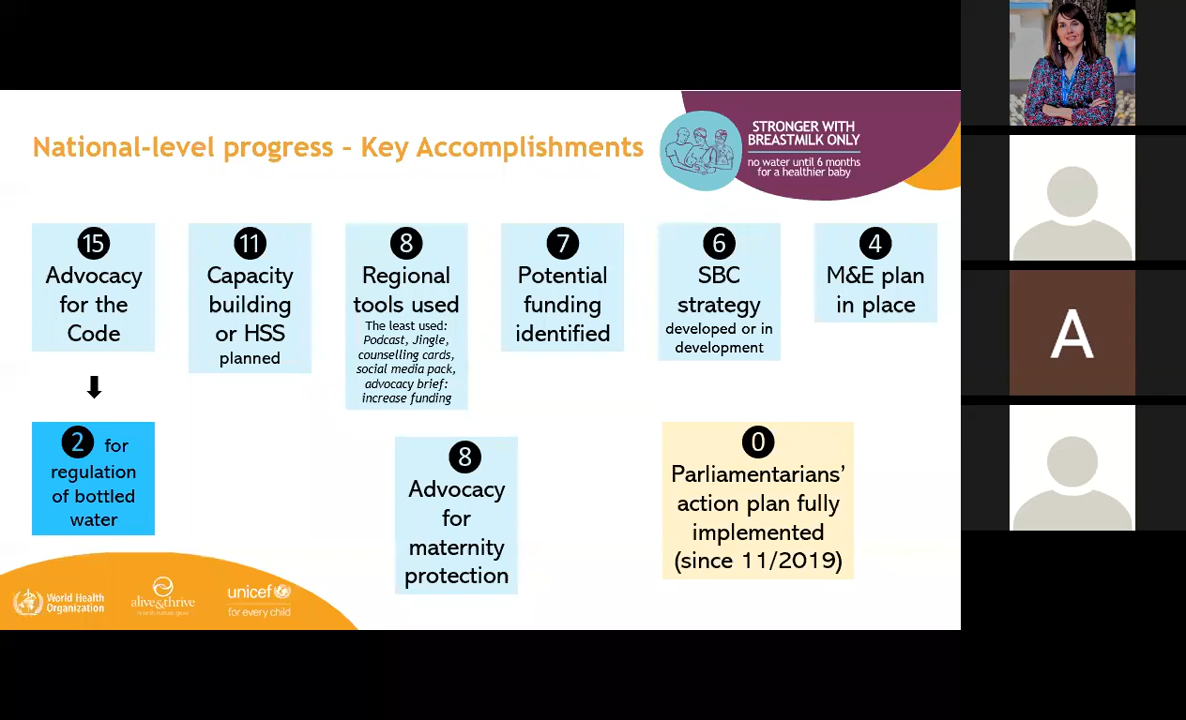 National-level progress – Key Accomplishments
STRONGER WITH
BREASTMILK ONLY
no water until 6 months
for a healthier baby
15
Advocacy
for the
Code
11
Capacity
building
or HSS
planned
8
Regional
tools used
The least used:
Podcast, Jingle,
counselling cards,
social media pack,
advocacy brief:
increase funding
7
Potential
funding
identified
6
SBC
strategy
developed or in
development
4
M&E plan
in place
2 for
regulation
of bottled
water
8
Advocacy
for
maternity
protection
0
Parliamentarians’
action plan fully
implemented
(since 11/2019)
World Health
Organization
alive&thrive
unicef
for every child
A